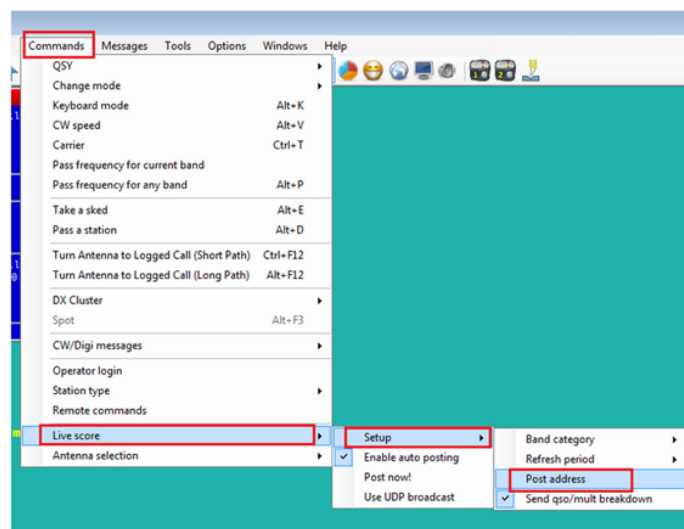 Commands Messages Tools Options Windows Help
QSY
Change mode
Keyboard mode Alt+K
CW speed Alt+V
Carrier Ctrl+T
Pass frequency for current band
Pass frequency for any band Alt+P
Take a sked Alt+E
Pass a station Alt+D
Turn Antenna to Logged Call (Short Path) Ctrl+F12
Turn Antenna to Logged Call (Long Path) Alt+F12
DX Cluster
Spot Alt+F3
CW/Digi messages
Operator login
Station type
Remote commands
Live score
Antenna selection
Setup
Enable auto posting
Post now!
Use UDP broadcast
Band category
Refresh period
Post address
Send qso/mult breakdown